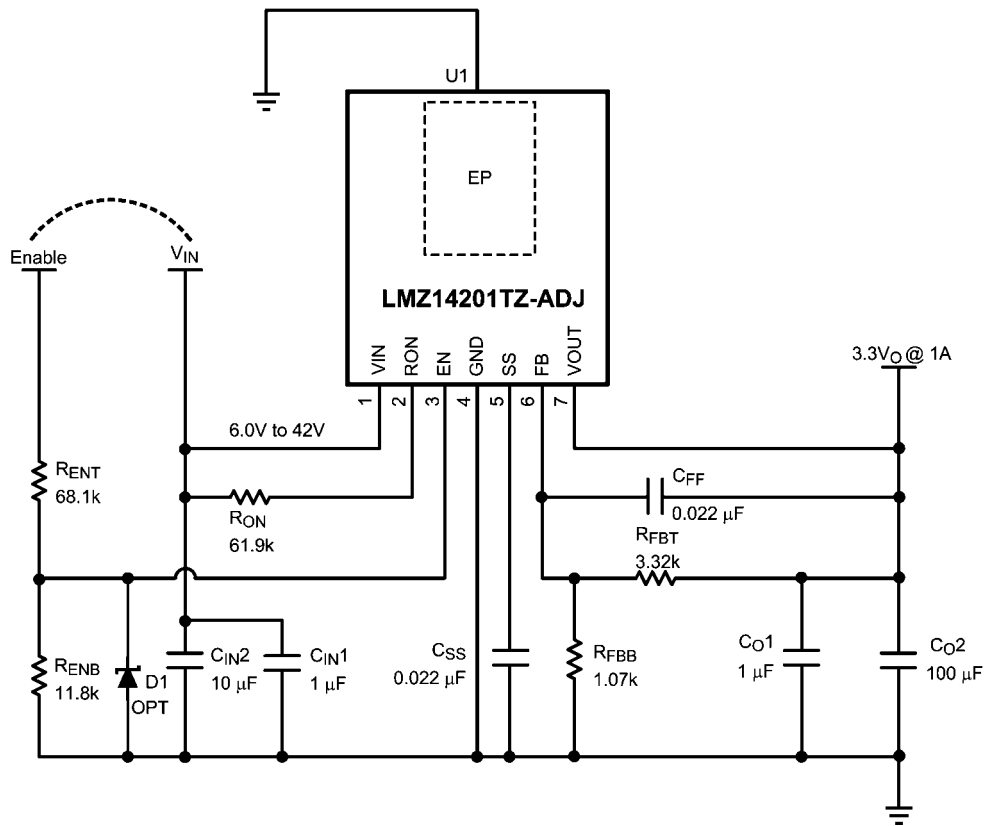 U1
EP
Enable
VIN
LMZ14201TZ-ADJ
VIN
RON
EN
GND
SS
FB
VOUT
1
2
3
4
5
6
7
3.3VO @ 1A
6.0V to 42V
RENT
68.1k
RON
61.9k
CFF
0.022 µF
RFBT
3.32k
RENB
11.8k
D1
OPT
CIN2
10 µF
CIN1
1 µF
CSS
0.022 µF
RFBB
1.07k
CO1
1 µF
CO2
100 µF